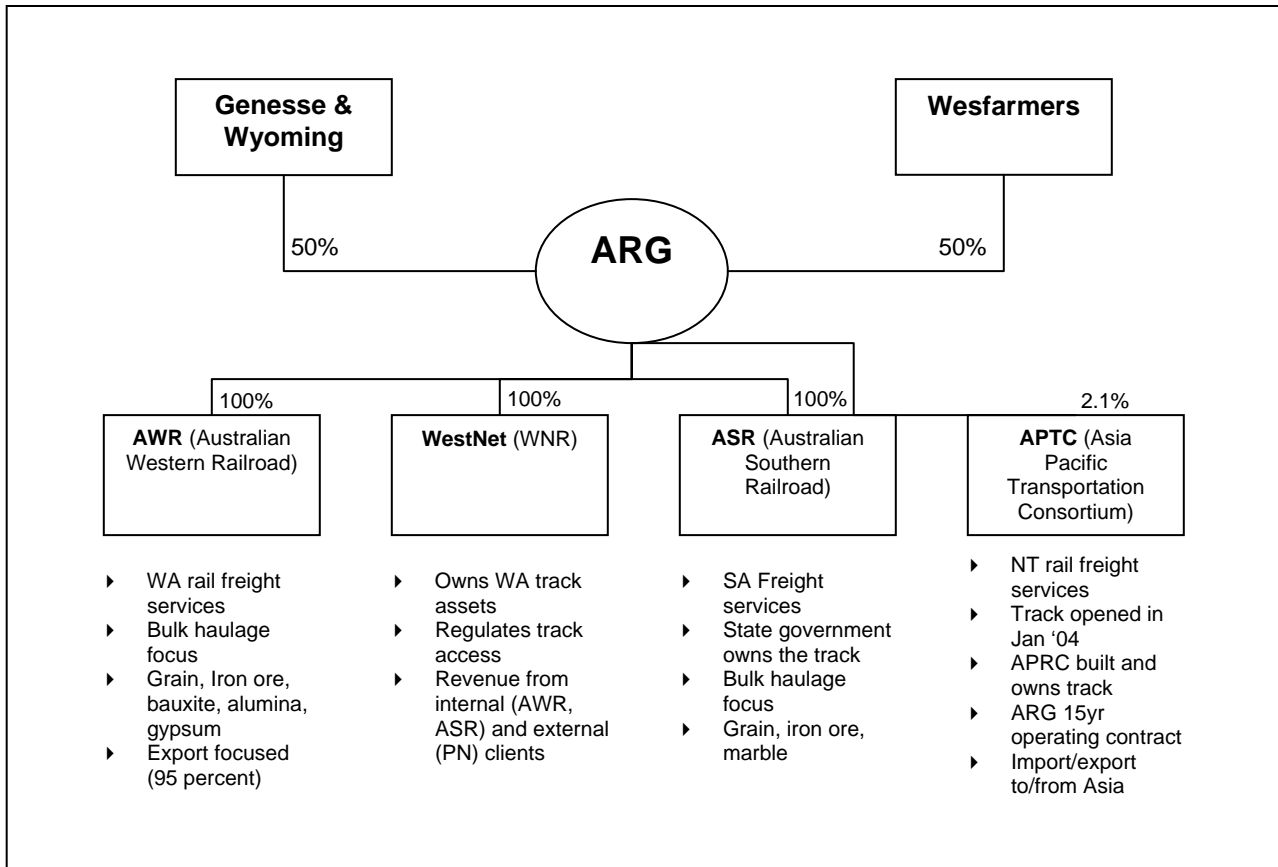 Genesse &
Wyoming
Wesfarmers
50%
ARG
50%
100%
100%
100%
2.1%
AWR (Australian
Western Railroad)
WestNet (WNR)
ASR (Australian
Southern
Railroad)
APTC (Asia
Pacific
Transportation
Consortium)
WA rail freight
services
Bulk haulage
focus
Grain, Iron ore,
bauxite, alumina,
gypsum
Export focused
(95 percent)
Owns WA track
assets
Regulates track
access
Revenue from
internal (AWR,
ASR) and external
(PN) clients
SA Freight
services
State government
owns the track
Bulk haulage
focus
Grain, iron ore,
marble
NT rail freight
services
Track opened in
Jan ‘04
APRC built and
owns track
ARG 15yr
operating contract
Import/export
to/from Asia